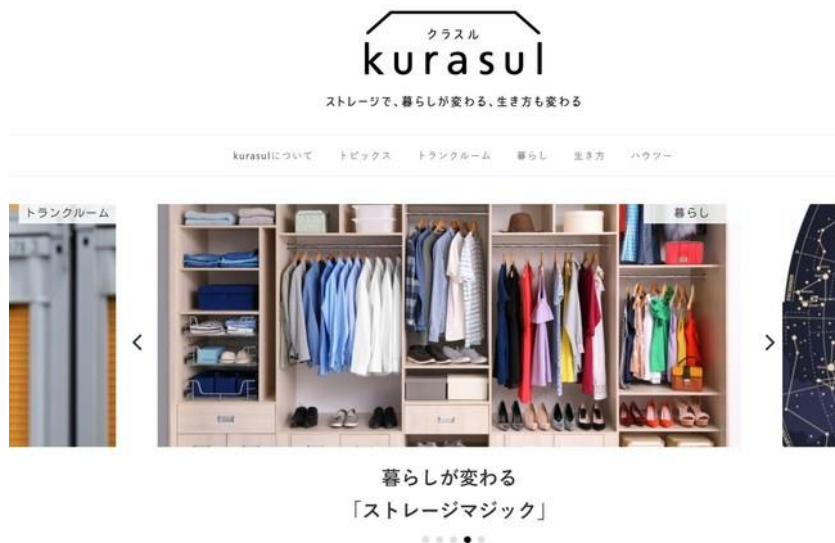 クラスル
kurasul
ストレージで、暮らしが変わる、生き方も変わる
kurasulについて トピックス トランクルーム 暮らし 生き方 ハウツー
トランクルーム
暮らし
暮らしが変わる
「ストレージマジック」